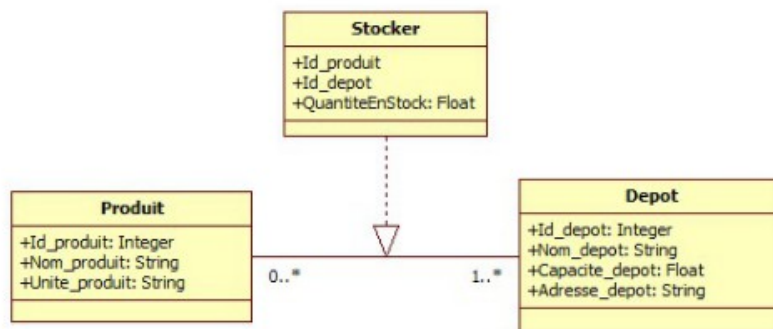 Stocker
+Id_produit
+Id_depot
+QuantiteEnStock: Float
Produit
+Id_produit: Integer
+Nom_produit: String
+Unite_produit: String
0..*
1..*
Depot
+Id_depot: Integer
+Nom_depot: String
+Capacite_depot: Float
+Adresse_depot: String